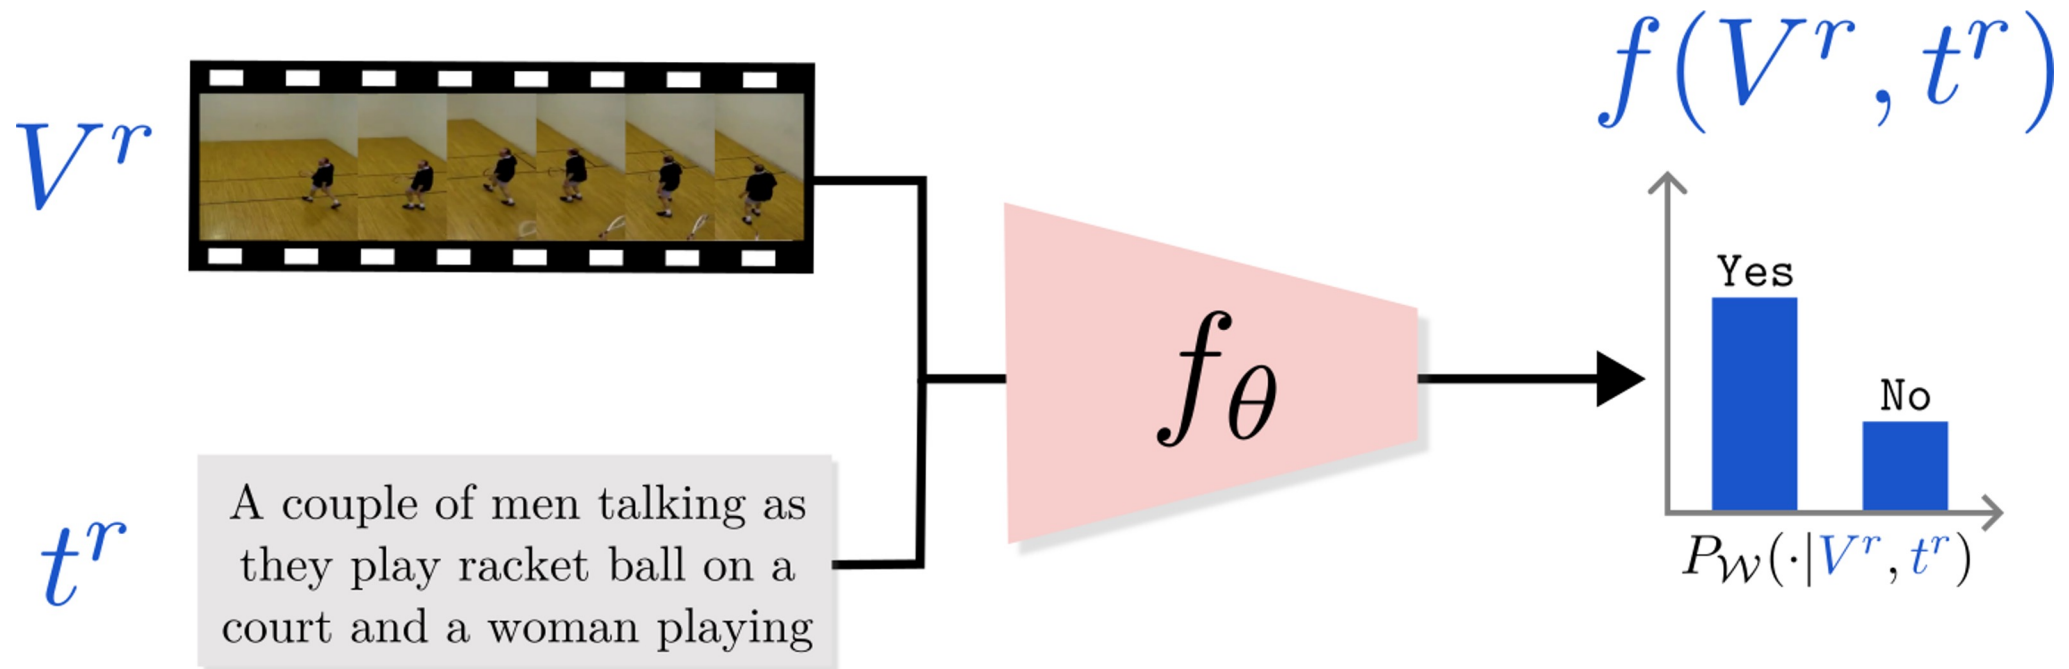 V^r
f(V^r, t^r)
Yes
No
f_θ
t^r
A couple of men talking as
they play racket ball on a
court and a woman playing
P_𝒲(·|V^r, t^r)